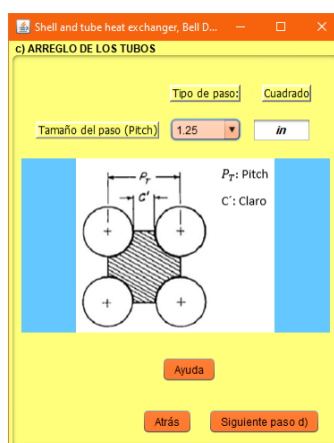 Shell and tube heat exchanger, Bell D...
c) ARREGLO DE LOS TUBOS
Tipo de paso: Cuadrado
Tamaño del paso (Pitch) 1.25 in
P_T
C'
P_T: Pitch
C´: Claro
Ayuda
Atrás Siguiente paso d)